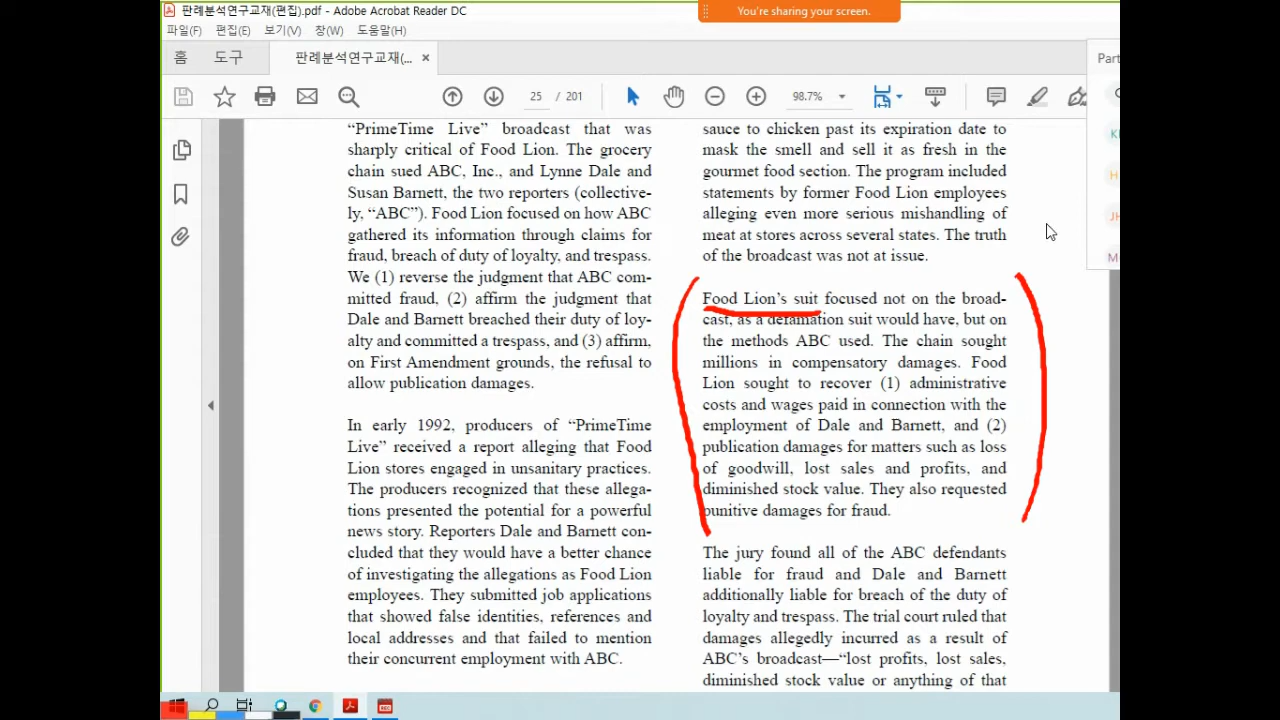 판례분석연구교재(편집).pdf - Adobe Acrobat Reader DC
You're sharing your screen.
파일(F) 편집(E) 보기(V) 창(W) 도움말(H)
홈 도구 판례분석연구교재(... ×
Part
25 / 201
98.7%
“PrimeTime Live” broadcast that was
sharply critical of Food Lion. The grocery
chain sued ABC, Inc., and Lynne Dale and
Susan Barnett, the two reporters (collective-
ly, “ABC”). Food Lion focused on how ABC
gathered its information through claims for
fraud, breach of duty of loyalty, and trespass.
We (1) reverse the judgment that ABC com-
mitted fraud, (2) affirm the judgment that
Dale and Barnett breached their duty of loy-
alty and committed a trespass, and (3) affirm,
on First Amendment grounds, the refusal to
allow publication damages.
In early 1992, producers of “PrimeTime
Live” received a report alleging that Food
Lion stores engaged in unsanitary practices.
The producers recognized that these allega-
tions presented the potential for a powerful
news story. Reporters Dale and Barnett con-
cluded that they would have a better chance
of investigating the allegations as Food Lion
employees. They submitted job applications
that showed false identities, references and
local addresses and that failed to mention
their concurrent employment with ABC.
sauce to chicken past its expiration date to
mask the smell and sell it as fresh in the
gourmet food section. The program included
statements by former Food Lion employees
alleging even more serious mishandling of
meat at stores across several states. The truth
of the broadcast was not at issue.
Food Lion’s suit focused not on the broad-
cast, as a defamation suit would have, but on
the methods ABC used. The chain sought
millions in compensatory damages. Food
Lion sought to recover (1) administrative
costs and wages paid in connection with the
employment of Dale and Barnett, and (2)
publication damages for matters such as loss
of goodwill, lost sales and profits, and
diminished stock value. They also requested
punitive damages for fraud.
The jury found all of the ABC defendants
liable for fraud and Dale and Barnett
additionally liable for breach of the duty of
loyalty and trespass. The trial court ruled that
damages allegedly incurred as a result of
ABC’s broadcast—“lost profits, lost sales,
diminished stock value or anything of that
H
JH
M